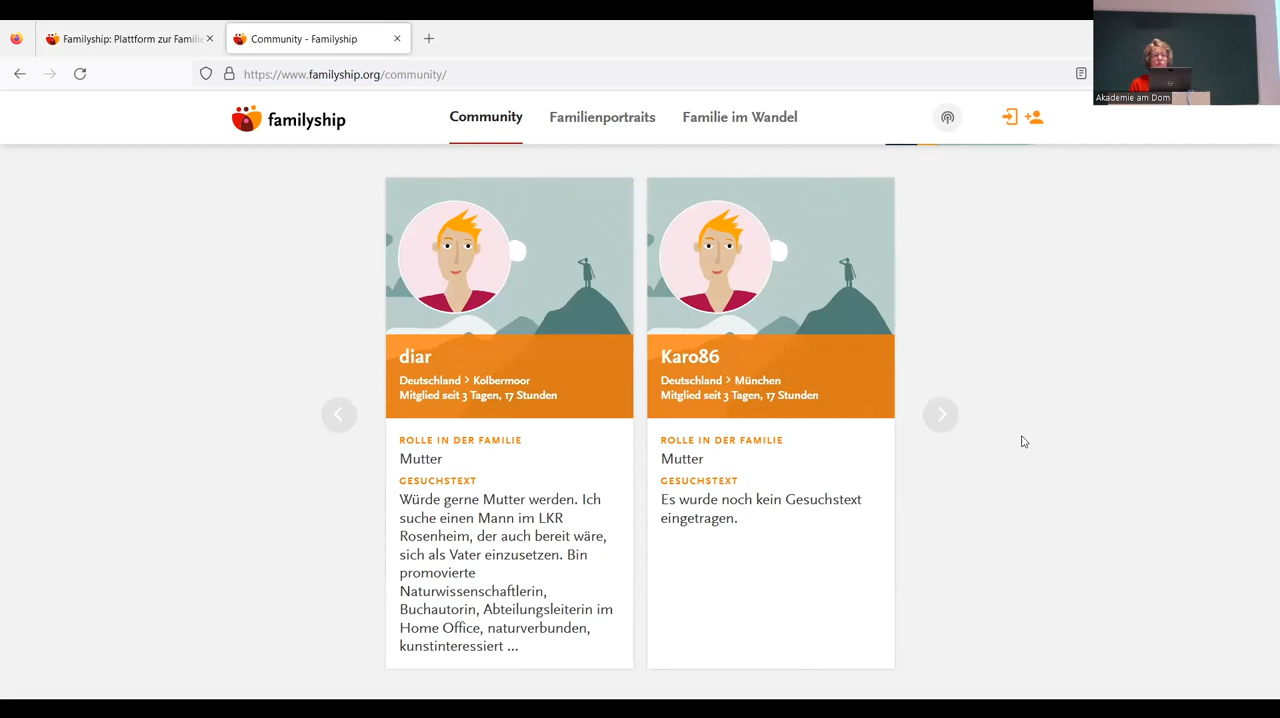 Familyship: Plattform zur Famili
Community - Familyship
https://www.familyship.org/community/
Akademie am Dom
familyship
Community
Familienportraits
Familie im Wandel
diar
Deutschland > Kolbermoor
Mitglied seit 3 Tagen, 17 Stunden
ROLLE IN DER FAMILIE
Mutter
GESUCHSTEXT
Würde gerne Mutter werden. Ich
suche einen Mann im LKR
Rosenheim, der auch bereit wäre,
sich als Vater einzusetzen. Bin
promovierte
Naturwissenschaftlerin,
Buchautorin, Abteilungsleiterin im
Home Office, naturverbunden,
kunstinteressiert ...
Karo86
Deutschland > München
Mitglied seit 3 Tagen, 17 Stunden
ROLLE IN DER FAMILIE
Mutter
GESUCHSTEXT
Es wurde noch kein Gesuchstext
eingetragen.